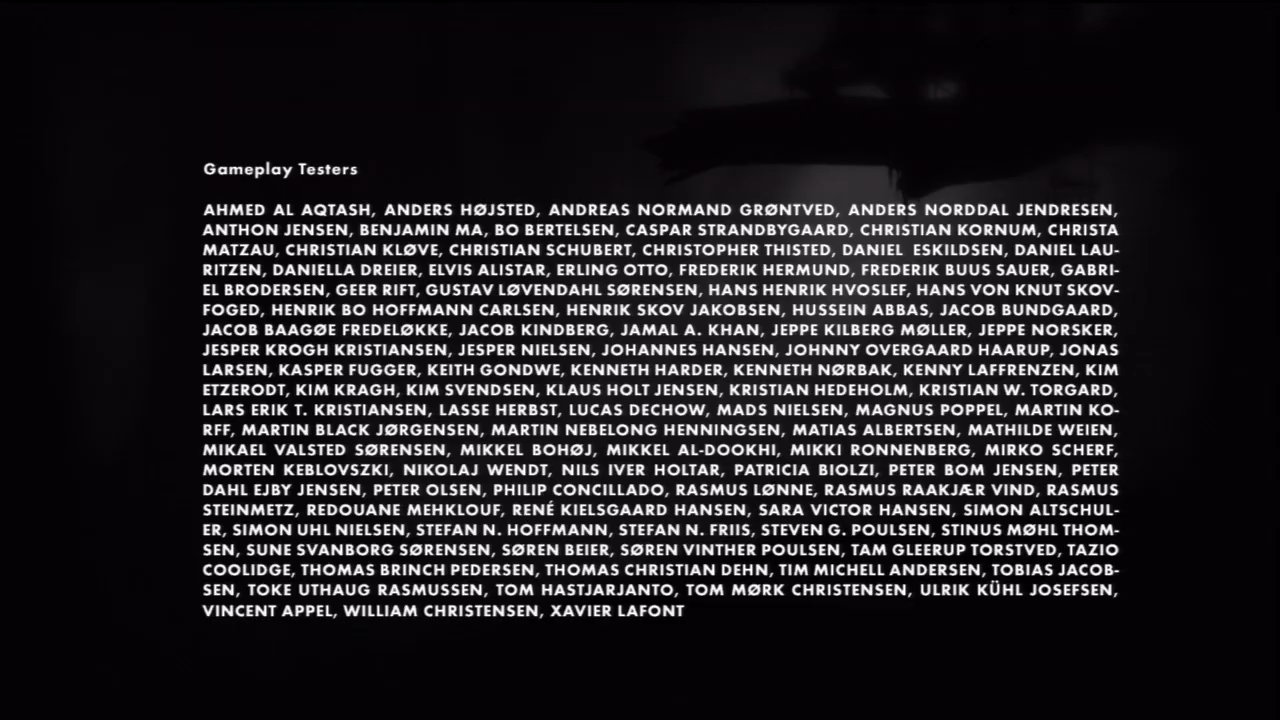 Gameplay Testers
AHMED AL AQTASH, ANDERS HØJSTED, ANDREAS NORMAND GRØNTVED, ANDERS NORDDAL JENDRESEN,
ANTHON JENSEN, BENJAMIN MA, BO BERTELSEN, CASPAR STRANDBYGAARD, CHRISTIAN KORNUM, CHRISTA
MATZAU, CHRISTIAN KLØVE, CHRISTIAN SCHUBERT, CHRISTOPHER THISTED, DANIEL ESKILDSEN, DANIEL LAU-
RITZEN, DANIELLA DREIER, ELVIS ALISTAR, ERLING OTTO, FREDERIK HERMUND, FREDERIK BUUS SAUER, GABRI-
EL BRODERSEN, GEER RIFT, GUSTAV LØVENDAHL SØRENSEN, HANS HENRIK HVOSLEF, HANS VON KNUT SKOV-
FOGED, HENRIK BO HOFFMANN CARLSEN, HENRIK SKOV JAKOBSEN, HUSSEIN ABBAS, JACOB BUNDGAARD,
JACOB BAAGØE FREDELØKKE, JACOB KINDBERG, JAMAL A. KHAN, JEPPE KILBERG MØLLER, JEPPE NORSKER,
JESPER KROGH KRISTIANSEN, JESPER NIELSEN, JOHANNES HANSEN, JOHNNY OVERGAARD HAARUP, JONAS
LARSEN, KASPER FUGGER, KEITH GONDWE, KENNETH HARDER, KENNETH NØRBAK, KENNY LAFFRENZEN, KIM
ETZERODT, KIM KRAGH, KIM SVENDSEN, KLAUS HOLT JENSEN, KRISTIAN HEDEHOLM, KRISTIAN W. TORGARD,
LARS ERIK T. KRISTIANSEN, LASSE HERBST, LUCAS DECHOW, MADS NIELSEN, MAGNUS POPPEL, MARTIN KO-
RFF, MARTIN BLACK JØRGENSEN, MARTIN NEBELONG HENNINGSEN, MATIAS ALBERTSEN, MATHILDE WEIEN,
MIKAEL VALSTED SØRENSEN, MIKKEL BOHØJ, MIKKEL AL-DOOKHI, MIKKI RONNENBERG, MIRKO SCHERF,
MORTEN KEBLOVSZKI, NIKOLAJ WENDT, NILS IVER HOLTAR, PATRICIA BIOLZI, PETER BOM JENSEN, PETER
DAHL EJBY JENSEN, PETER OLSEN, PHILIP CONCILLADO, RASMUS LØNNE, RASMUS RAAKJÆR VIND, RASMUS
STEINMETZ, REDOUANE MEHKLOUF, RENÉ KIELSGAARD HANSEN, SARA VICTOR HANSEN, SIMON ALTSCHUL-
ER, SIMON UHL NIELSEN, STEFAN N. HOFFMANN, STEFAN N. FRIIS, STEVEN G. POULSEN, STINUS MØHL THOM-
SEN, SUNE SVANBORG SØRENSEN, SØREN BEIER, SØREN VINTHER POULSEN, TAM GLEERUP TORSTVED, TAZIO
COOLIDGE, THOMAS BRINCH PEDERSEN, THOMAS CHRISTIAN DEHN, TIM MICHELL ANDERSEN, TOBIAS JACOB-
SEN, TOKE UTHAUG RASMUSSEN, TOM HASTJARJANTO, TOM MØRK CHRISTENSEN, ULRIK KÜHL JOSEFSEN,
VINCENT APPEL, WILLIAM CHRISTENSEN, XAVIER LAFONT